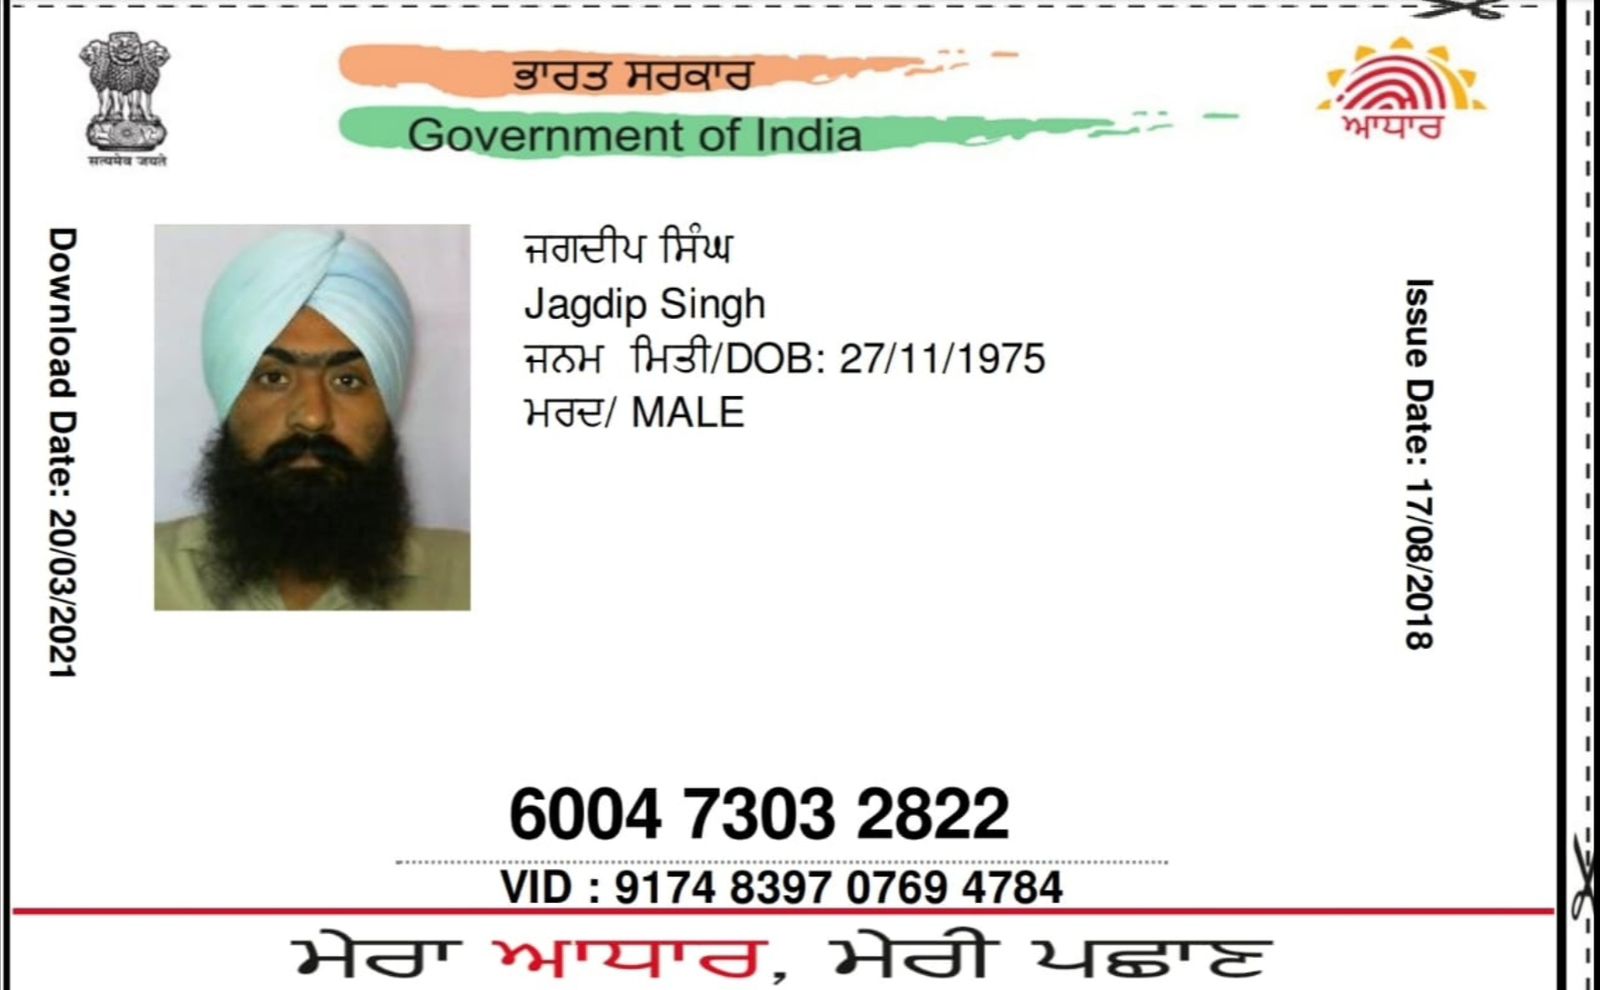 सत्यमेव जयते
ਭਾਰਤ ਸਰਕਾਰ
Government of India
ਆਧਾਰ
Download Date: 20/03/2021
ਜਗਦੀਪ ਸਿੰਘ
Jagdip Singh
ਜਨਮ ਮਿਤੀ/DOB: 27/11/1975
ਮਰਦ/ MALE
Issue Date: 17/08/2018
6004 7303 2822
VID : 9174 8397 0769 4784
ਮੇਰਾ ਆਧਾਰ, ਮੇਰੀ ਪਛਾਣ